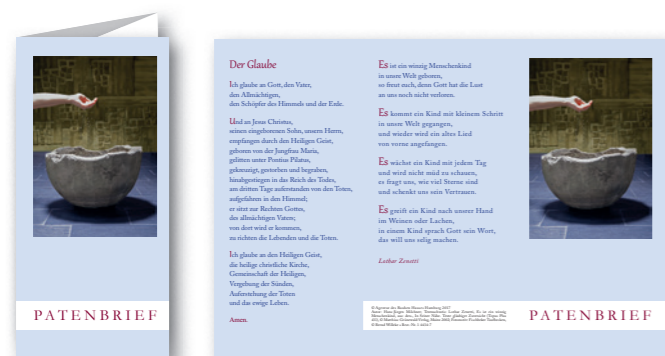 PATENBRIEF
Der Glaube
Ich glaube an Gott, den Vater,
den Allmächtigen,
den Schöpfer des Himmels und der Erde.
Und an Jesus Christus,
seinen eingeborenen Sohn, unsern Herrn,
empfangen durch den Heiligen Geist,
geboren von der Jungfrau Maria,
gelitten unter Pontius Pilatus,
gekreuzigt, gestorben und begraben,
hinabgestiegen in das Reich des Todes,
am dritten Tage auferstanden von den Toten,
aufgefahren in den Himmel;
er sitzt zur Rechten Gottes,
des allmächtigen Vaters;
von dort wird er kommen,
zu richten die Lebenden und die Toten.
Ich glaube an den Heiligen Geist,
die heilige christliche Kirche,
Gemeinschaft der Heiligen,
Vergebung der Sünden,
Auferstehung der Toten
und das ewige Leben.
Amen.
Es ist ein winzig Menschenkind
in unsre Welt geboren,
so freut euch, denn Gott hat die Lust
an uns noch nicht verloren.
Es kommt ein Kind mit kleinem Schritt
in unsre Welt gegangen,
und wieder wird ein altes Lied
von vorne angefangen.
Es wächst ein Kind mit jedem Tag
und wird nicht müd zu schauen,
es fragt uns, wie viel Sterne sind
und schenkt uns sein Vertrauen.
Es greift ein Kind nach unsrer Hand
im Weinen oder Lachen,
in einem Kind sprach Gott sein Wort,
das will uns selig machen.
Lothar Zenetti
PATENBRIEF